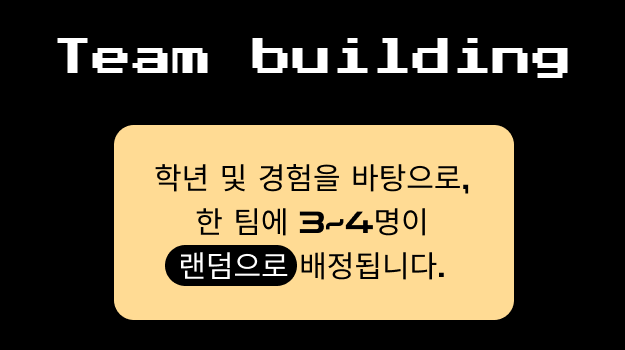 Team building
학년 및 경험을 바탕으로,
한 팀에 3~4명이
랜덤으로 배정됩니다.